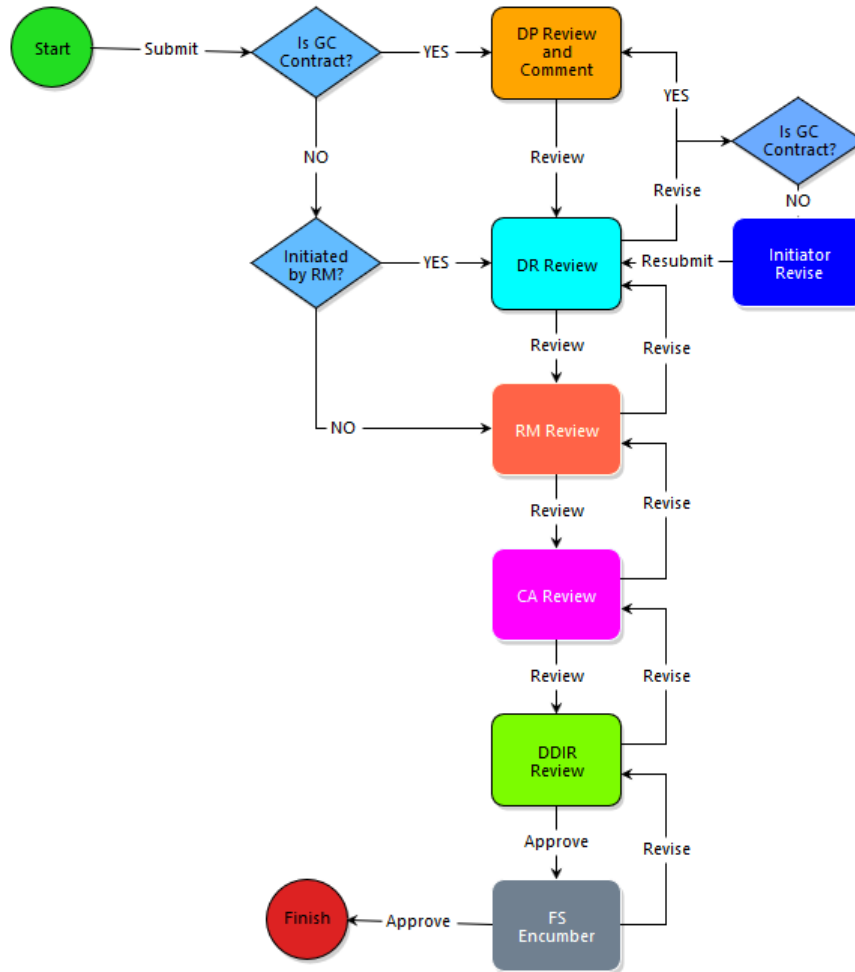 Start
Submit
Is GC
Contract?
YES
DP Review
and
Comment
YES
Is GC
Contract?
NO
Review
Revise
NO
Initiated
by RM?
YES
DR Review
Resubmit
Initiator
Revise
Review
Revise
NO
RM Review
Review
Revise
CA Review
Review
Revise
DDIR
Review
Approve
Revise
Finish
Approve
FS
Encumber